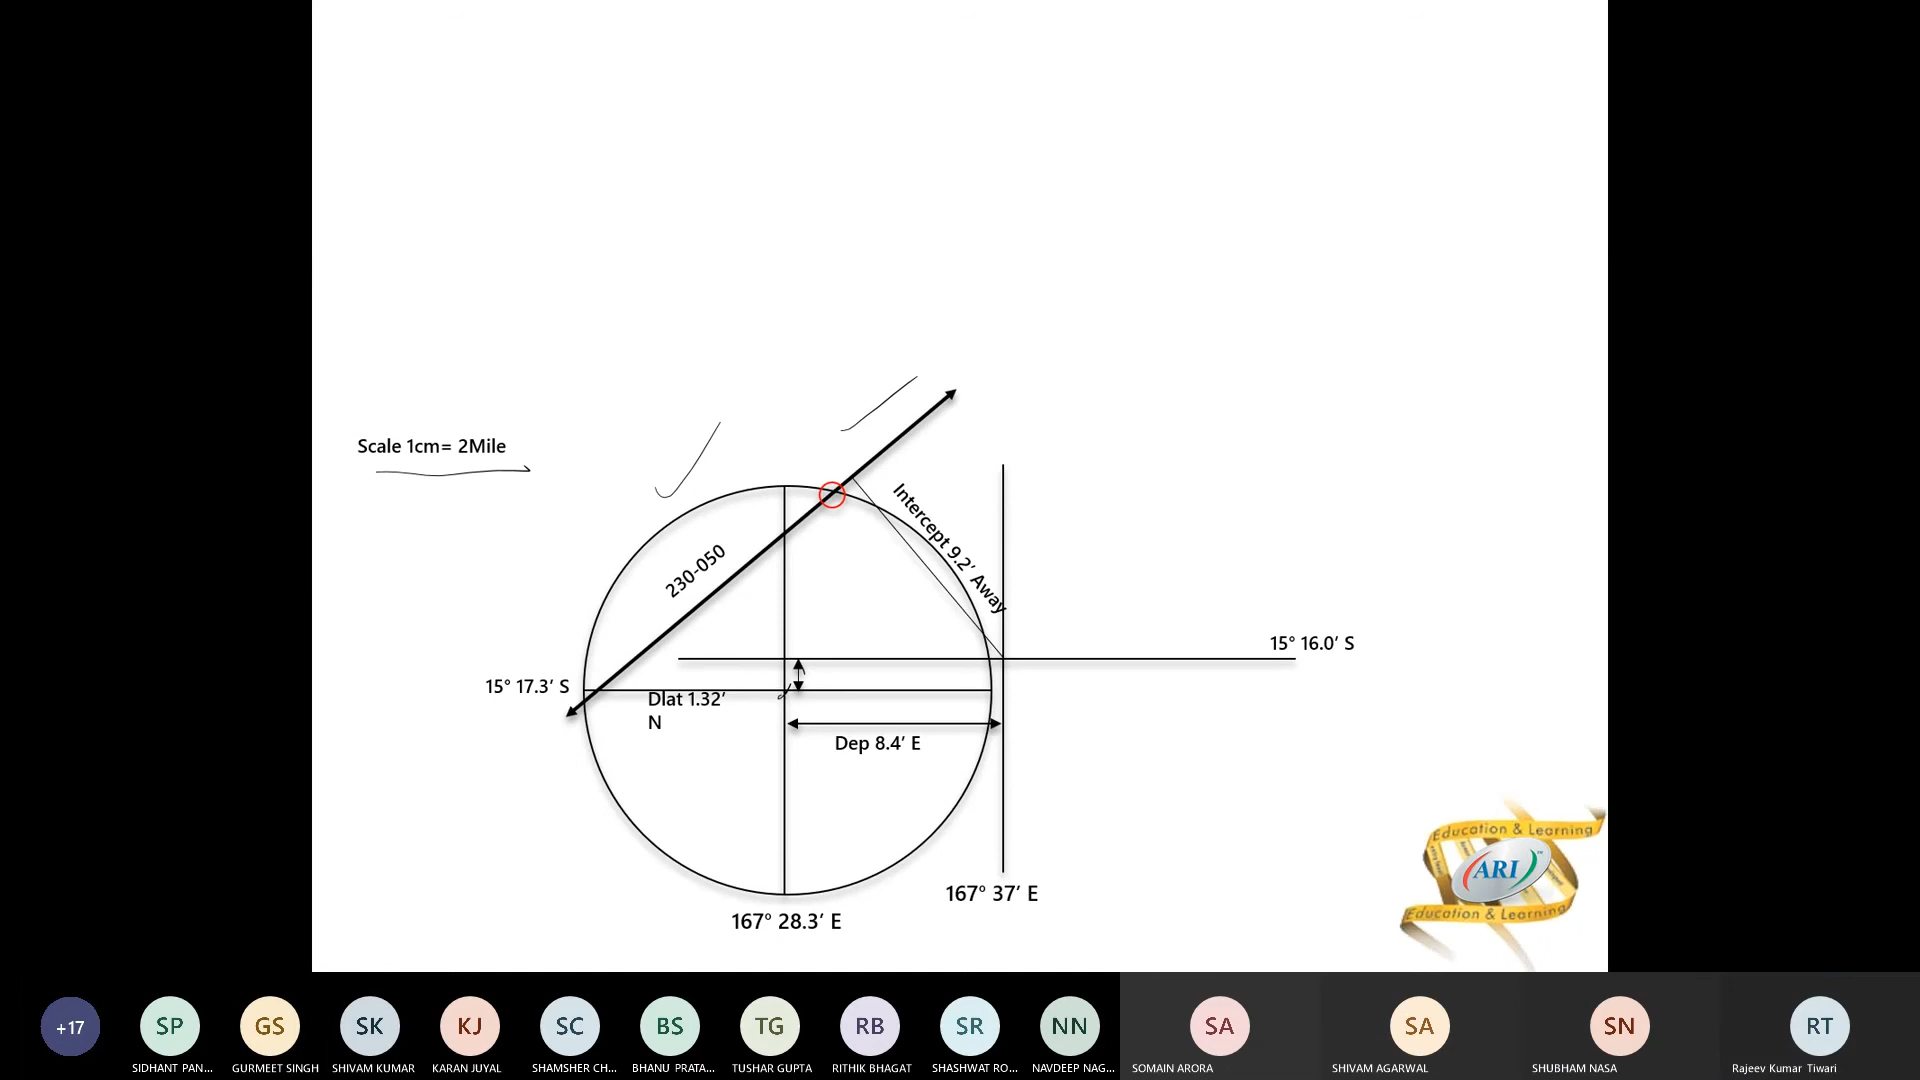 Scale 1cm= 2Mile
Intercept 9.2’ Away
230-050
15° 16.0’ S
15° 17.3’ S
Dlat 1.32’
N
Dep 8.4’ E
167° 37’ E
167° 28.3’ E
Education & Learning
ARI
Education & Learning
+17
SP
GS
SK
KJ
SC
BS
TG
RB
SR
NN
SA
SA
SN
RT
SIDHANT PAN...
GURMEET SINGH
SHIVAM KUMAR
KARAN JUYAL
SHAMSHER CH...
BHANU PRATA...
TUSHAR GUPTA
RITHIK BHAGAT
SHASHWAT RO...
NAVDEEP NAG...
SOMAIN ARORA
SHIVAM AGARWAL
SHUBHAM NASA
Rajeev Kumar Tiwari